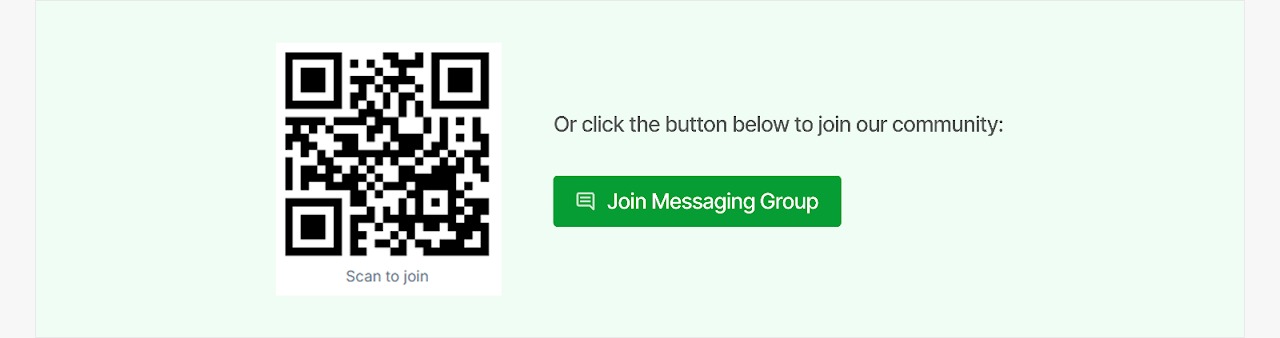 Or click the button below to join our community:
Join Messaging Group
Scan to join